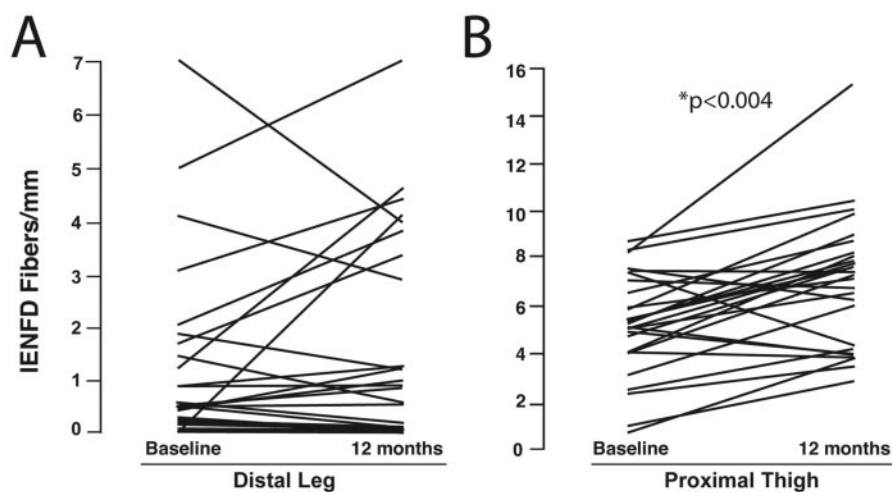 A
IENFD Fibers/mm
7
6
5
4
3
2
1
0
Baseline 12 months
Distal Leg
B
16
14
12
10
8
6
4
2
0
*p<0.004
Baseline 12 months
Proximal Thigh